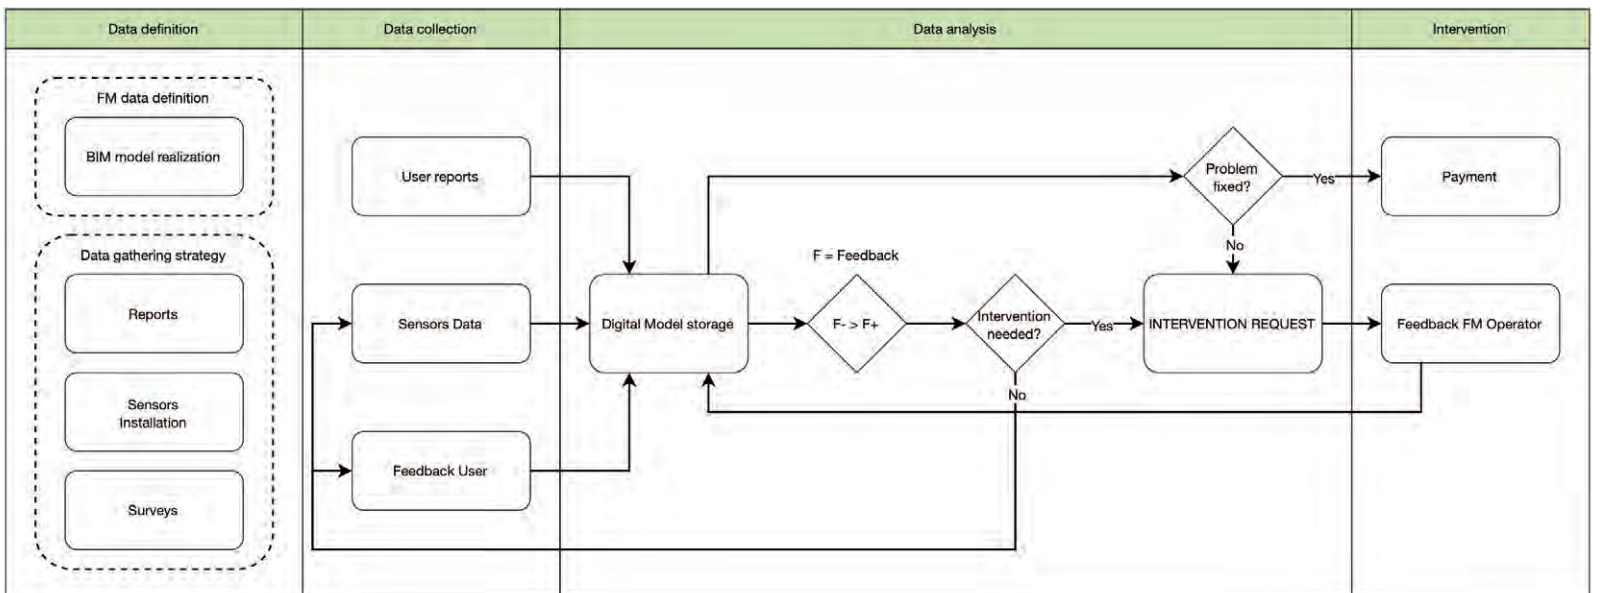 Data definition
Data collection
Data analysis
Intervention
FM data definition
BIM model realization
Data gathering strategy
Reports
Sensors
Installation
Surveys
User reports
Sensors Data
Feedback User
Digital Model storage
F = Feedback
F- > F+
Intervention
needed?
Yes
No
Problem
fixed?
Yes
No
INTERVENTION REQUEST
Payment
Feedback FM Operator